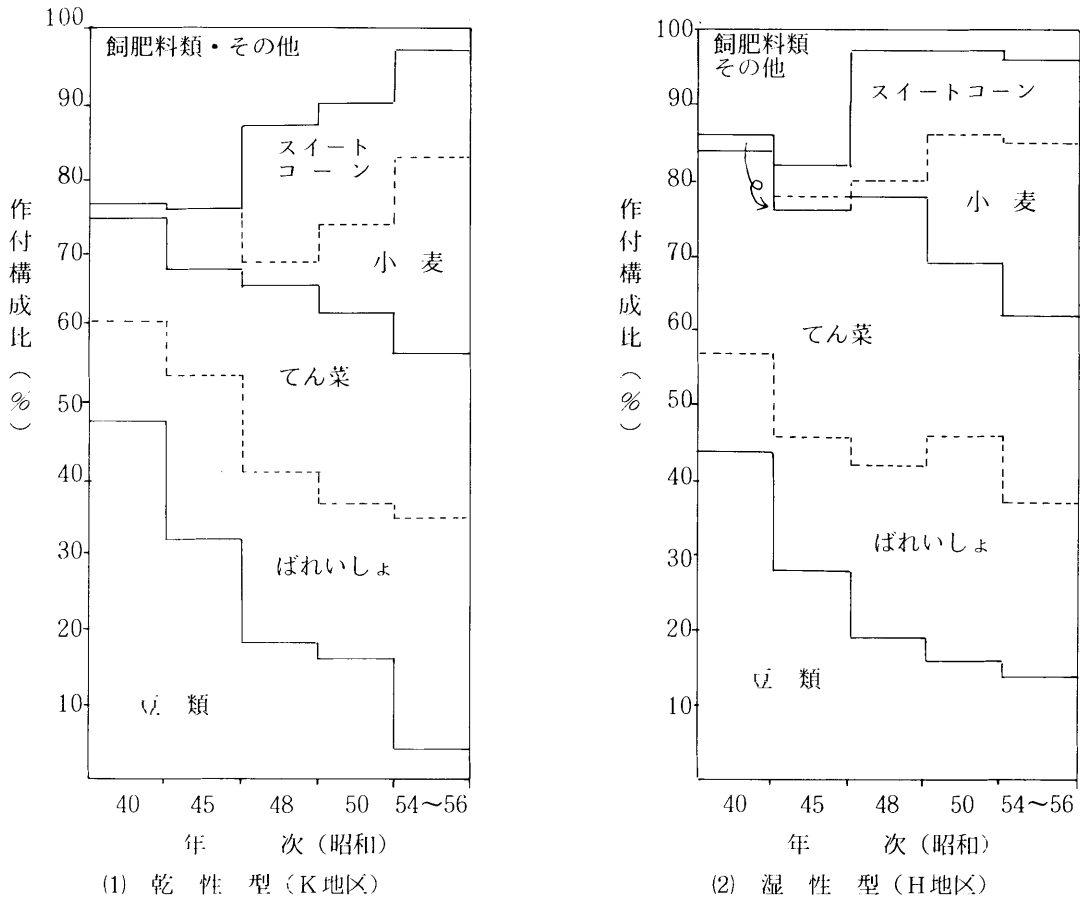 100
90
80
70
60
50
40
30
20
10
作付構成比(%)
飼肥料類・その他
スイート
コーン
小麦
てん菜
ばれいしょ
豆類
40 45 48 50 54〜56
年次(昭和)
(1) 乾性型(K地区)
100
90
80
70
60
50
40
30
20
10
作付構成比(%)
飼肥料類
その他
スイートコーン
小麦
てん菜
ばれいしょ
豆類
40 45 48 50 54〜56
年次(昭和)
(2) 湿性型(H地区)